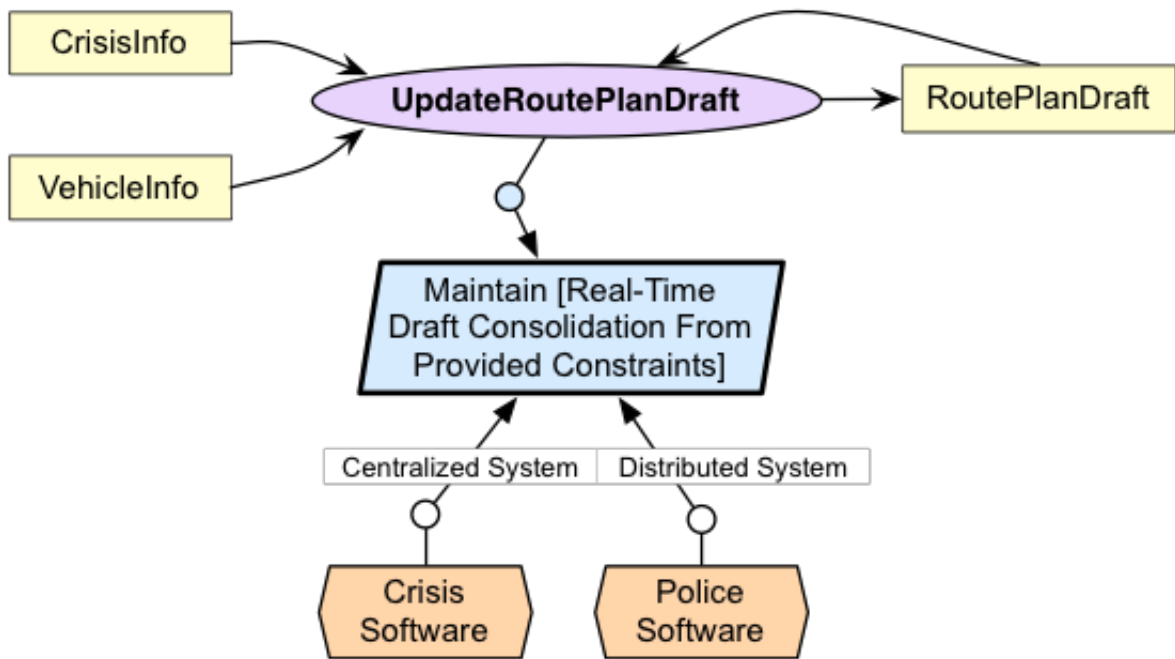 CrisisInfo
UpdateRoutePlanDraft
RoutePlanDraft
VehicleInfo
Maintain [Real-Time
Draft Consolidation From
Provided Constraints]
Centralized System
Distributed System
Crisis
Software
Police
Software